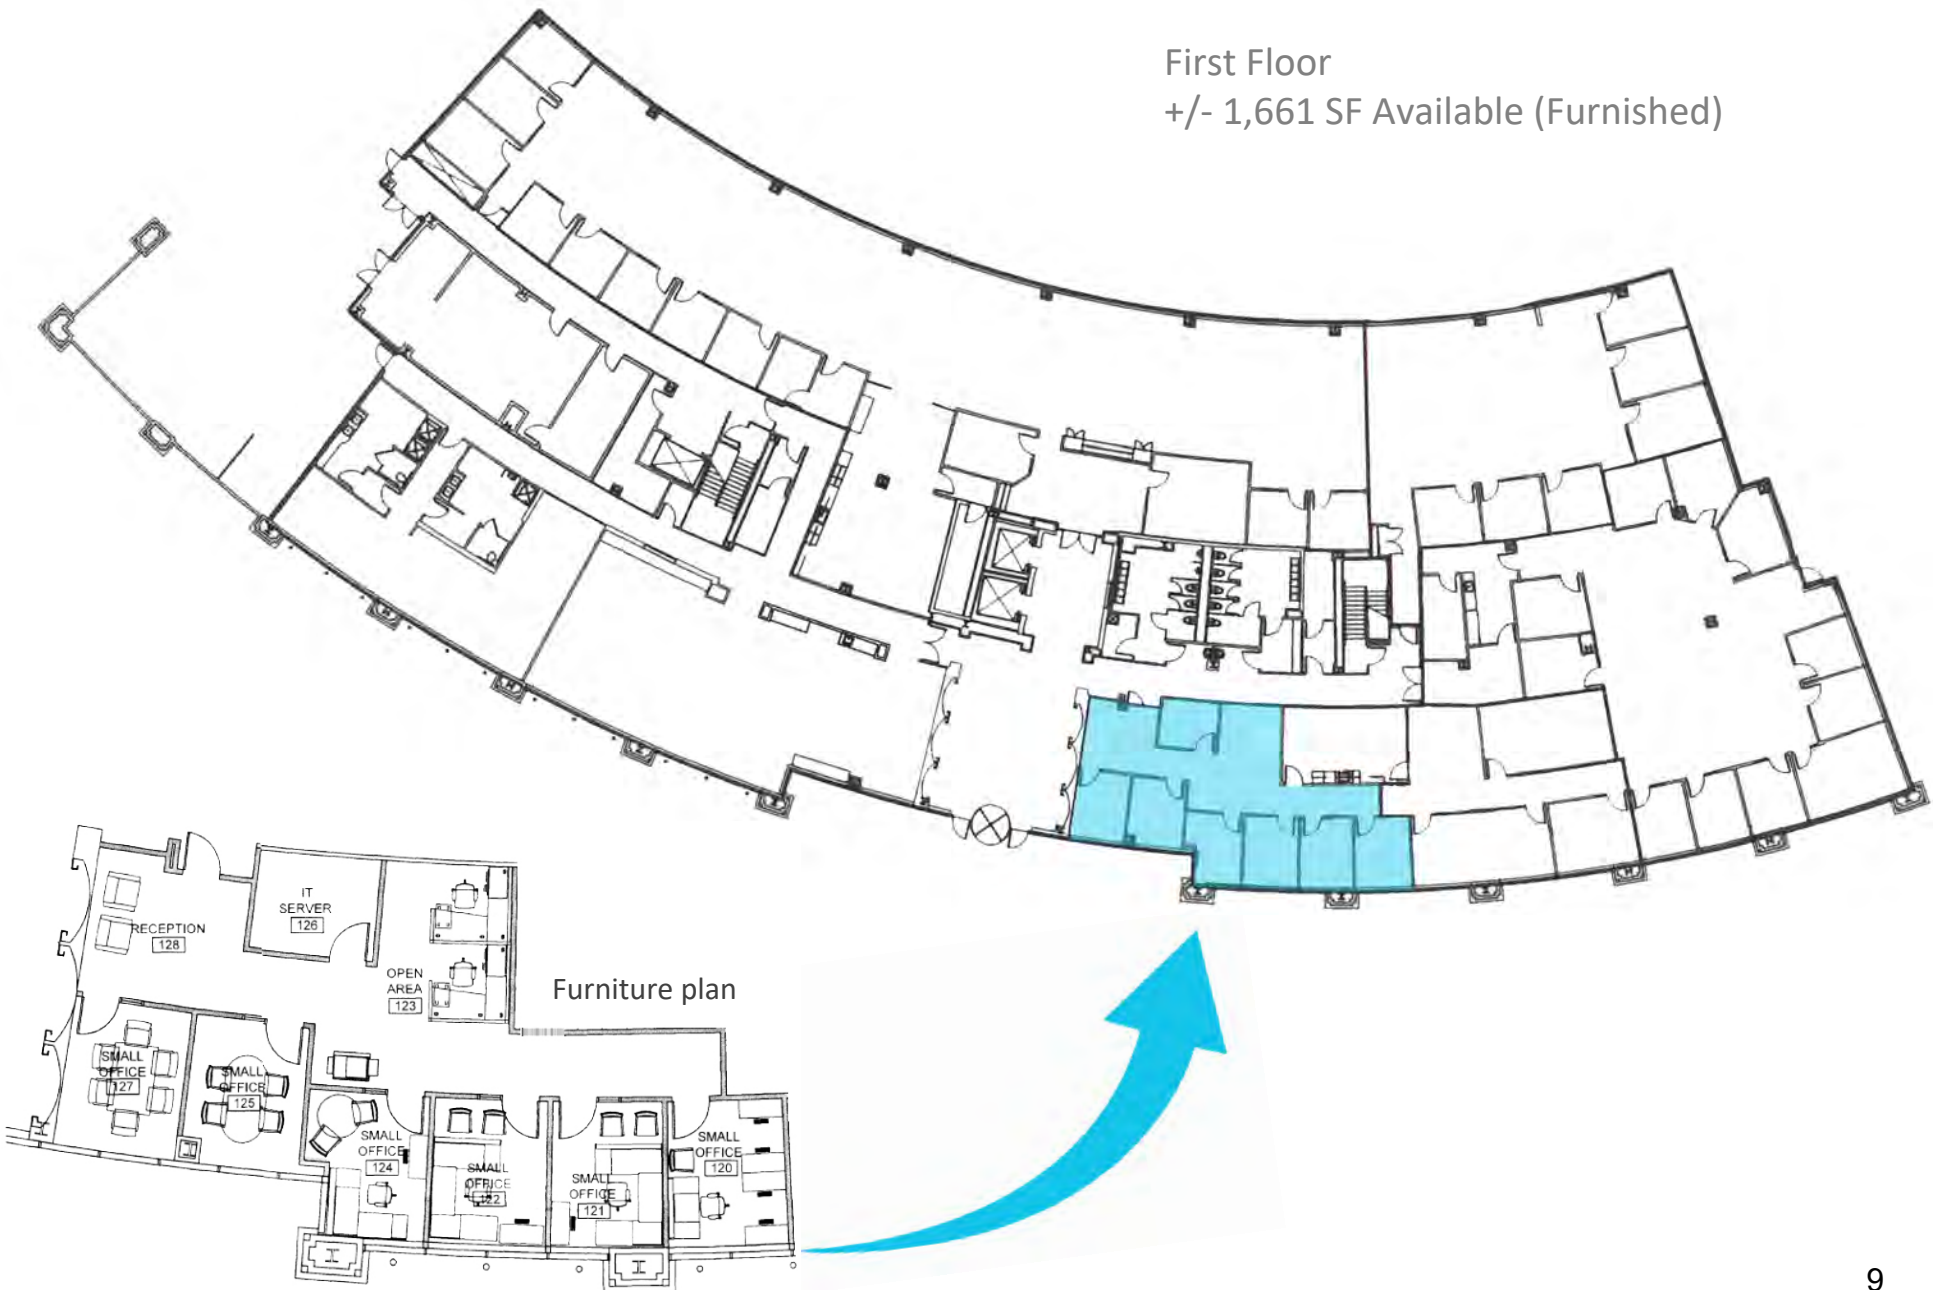 First Floor
+/- 1,661 SF Available (Furnished)
IT
SERVER
126
RECEPTION
128
OPEN
AREA
123
Furniture plan
SMALL
OFFICE
127
SMALL
OFFICE
125
SMALL
OFFICE
124
SMALL
OFFICE
122
SMALL
OFFICE
121
SMALL
OFFICE
120
9